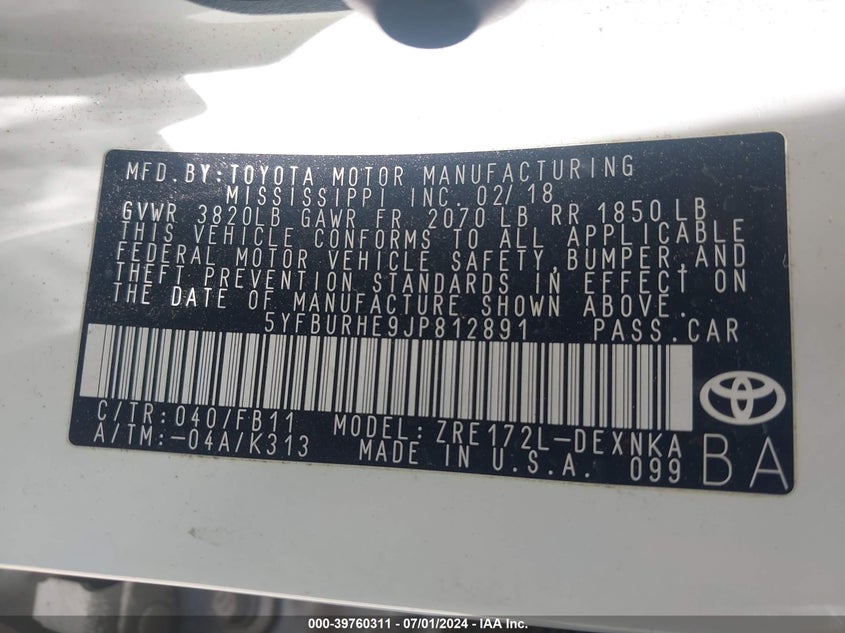 MFD. BY: TOYOTA MOTOR MANUFACTURING
MISSISSIPPI INC. 02/18
GVWR 3820LB GAWR FR 2070 LB RR 1850 LB
THIS VEHICLE CONFORMS TO ALL APPLICABLE
FEDERAL MOTOR VEHICLE SAFETY, BUMPER, AND
THEFT PREVENTION STANDARDS IN EFFECT ON
THE DATE OF MANUFACTURE SHOWN ABOVE.
5YFBURHE9JP812891 PASS. CAR
C/TR: 040/FB11 MODEL: ZRE172L-DEXNKA
A/TM: -04A/K313 MADE IN U.S.A. 099 BA
000-39760311 - 07/01/2024 - IAAI.com